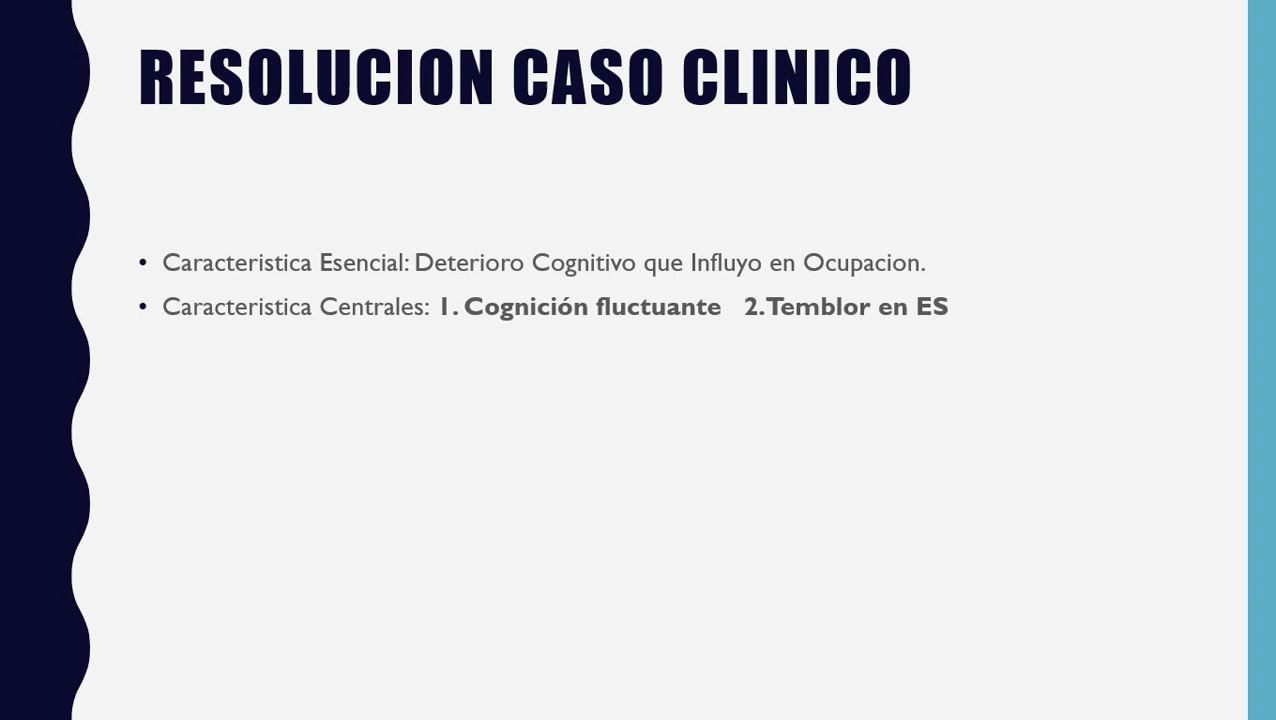 RESOLUCION CASO CLINICO
• Caracteristica Esencial: Deterioro Cognitivo que Influyo en Ocupacion.
• Caracteristica Centrales: 1. Cognición fluctuante 2.Temblor en ES